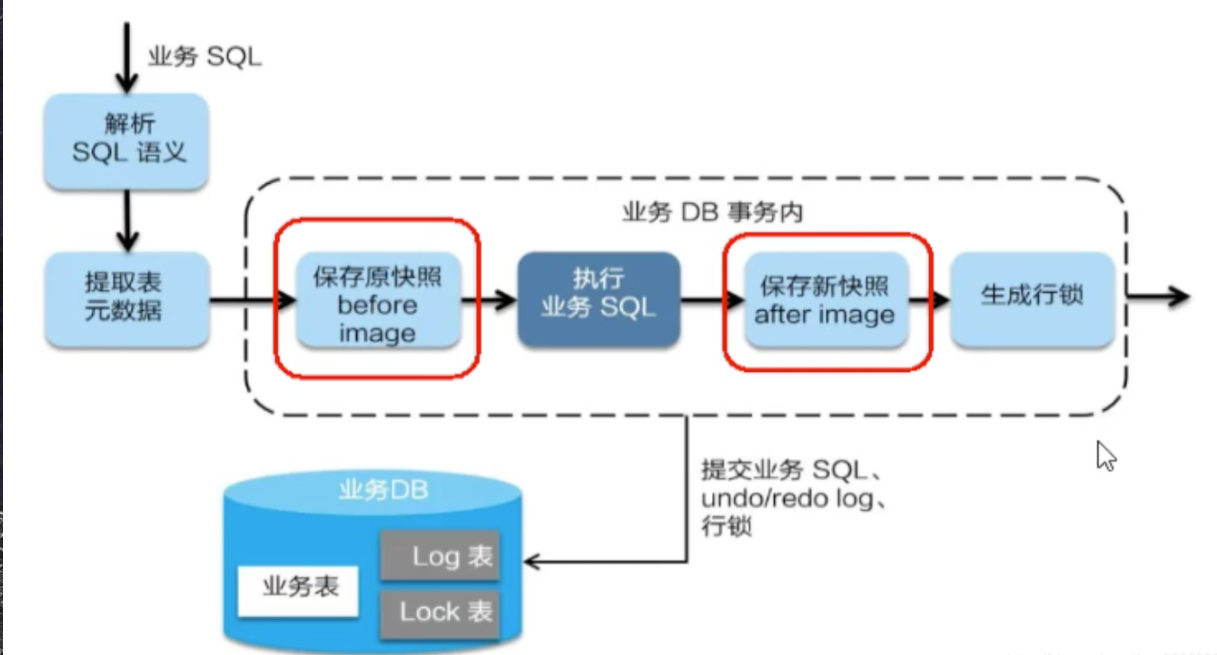 业务 SQL
解析
SQL 语义
业务 DB 事务内
提取表
元数据
保存原快照
before
image
执行
业务 SQL
保存新快照
after image
生成行锁
提交业务 SQL、
undo/redo log、
行锁
业务DB
Log 表
业务表
Lock 表